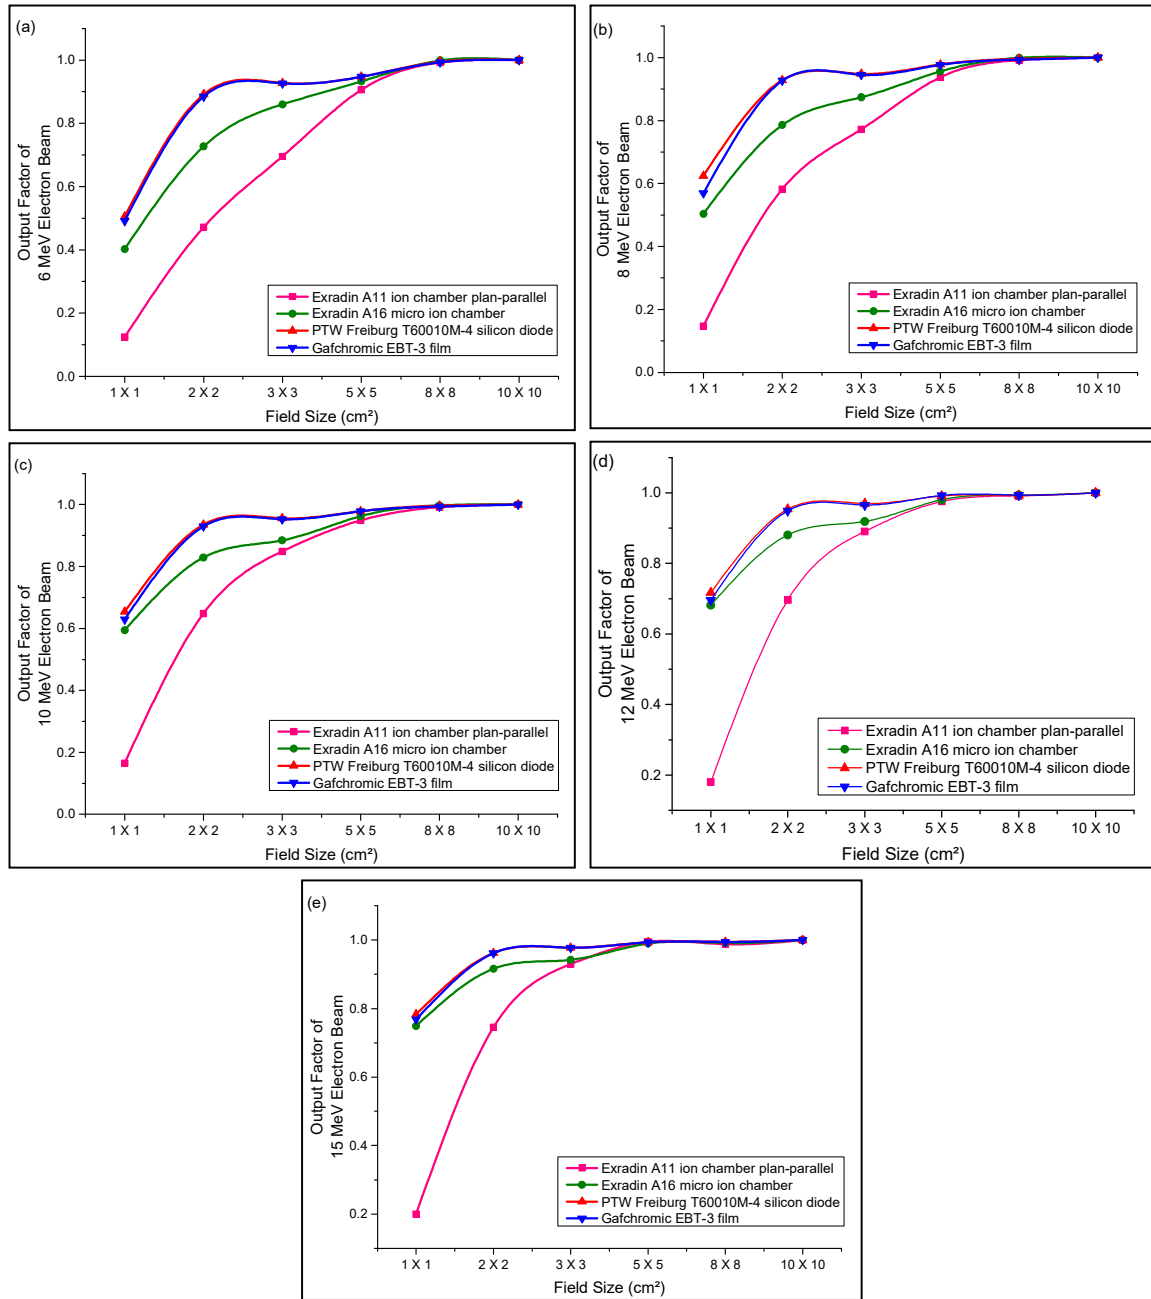 (a)
1.0
0.8
0.6
0.4
0.2
0.0
Output Factor of
6 MeV Electron Beam
Exradin A11 ion chamber plan-parallel
Exradin A16 micro ion chamber
PTW Freiburg T60010M-4 silicon diode
Gafchromic EBT-3 film
1 X 1 2 X 2 3 X 3 5 X 5 8 X 8 10 X 10
Field Size (cm²)
(b)
1.0
0.8
0.6
0.4
0.2
0.0
Output Factor of
8 MeV Electron Beam
Exradin A11 ion chamber plan-parallel
Exradin A16 micro ion chamber
PTW Freiburg T60010M-4 silicon diode
Gafchromic EBT-3 film
1 X 1 2 X 2 3 X 3 5 X 5 8 X 8 10 X 10
Field Size (cm²)
(c)
1.0
0.8
0.6
0.4
0.2
0.0
Output Factor of
10 MeV Electron Beam
Exradin A11 ion chamber plan-parallel
Exradin A16 micro ion chamber
PTW Freiburg T60010M-4 silicon diode
Gafchromic EBT-3 film
1 X 1 2 X 2 3 X 3 5 X 5 8 X 8 10 X 10
Field Size (cm²)
(d)
1.0
0.8
0.6
0.4
0.2
Output Factor of
12 MeV Electron Beam
Exradin A11 ion chamber plan-parallel
Exradin A16 micro ion chamber
PTW Freiburg T60010M-4 silicon diode
Gafchromic EBT-3 film
1 X 1 2 X 2 3 X 3 5 X 5 8 X 8 10 X 10
Field Size (cm²)
(e)
1.0
0.8
0.6
0.4
0.2
Output Factor of
15 MeV Electron Beam
Exradin A11 ion chamber plan-parallel
Exradin A16 micro ion chamber
PTW Freiburg T60010M-4 silicon diode
Gafchromic EBT-3 film
1 X 1 2 X 2 3 X 3 5 X 5 8 X 8 10 X 10
Field Size (cm²)